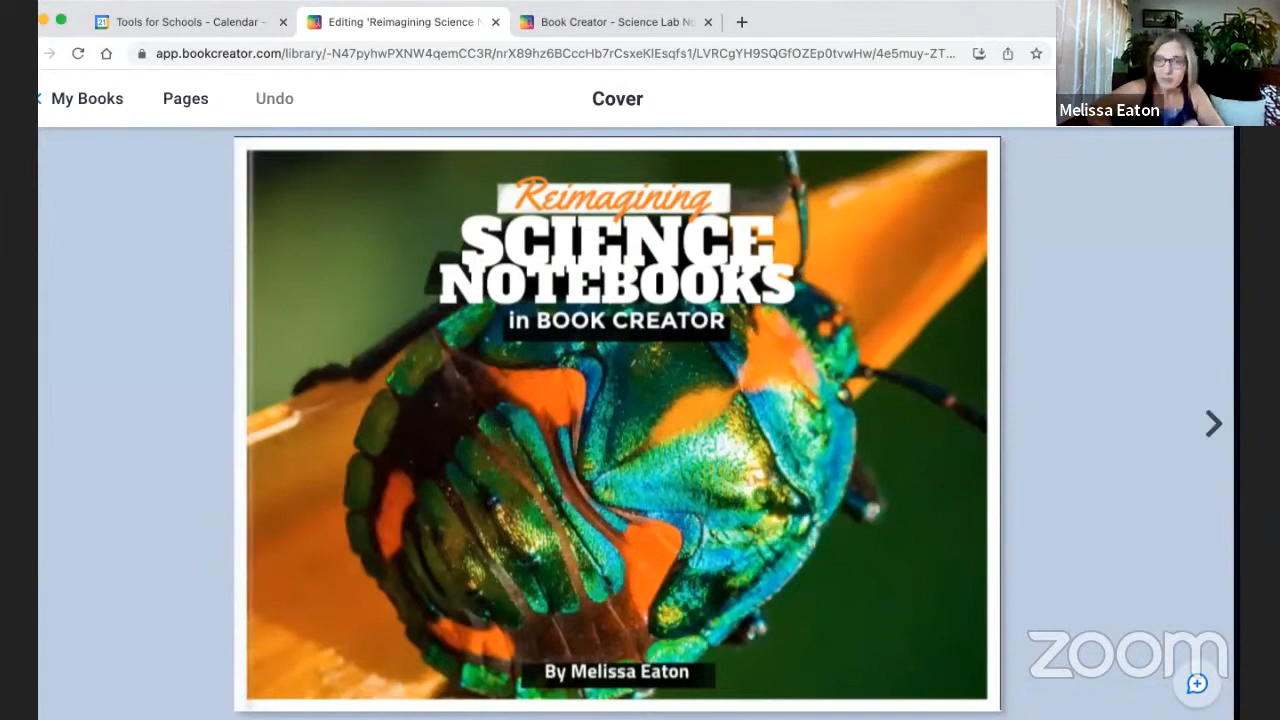 Tools for Schools - Calendar -
Editing 'Reimagining Science N
Book Creator - Science Lab No
app.bookcreator.com/library/-N47pyhwPXNW4qemCC3R/nrX89hz6BCccHb7rCsxeKlEsqfs1/LVRCgYH9SQGfOZEp0tvwHw/4e5muy-ZT...
My Books
Pages
Undo
Cover
Melissa Eaton
Reimagining
SCIENCE
NOTEBOOKS
in BOOK CREATOR
By Melissa Eaton
zoom